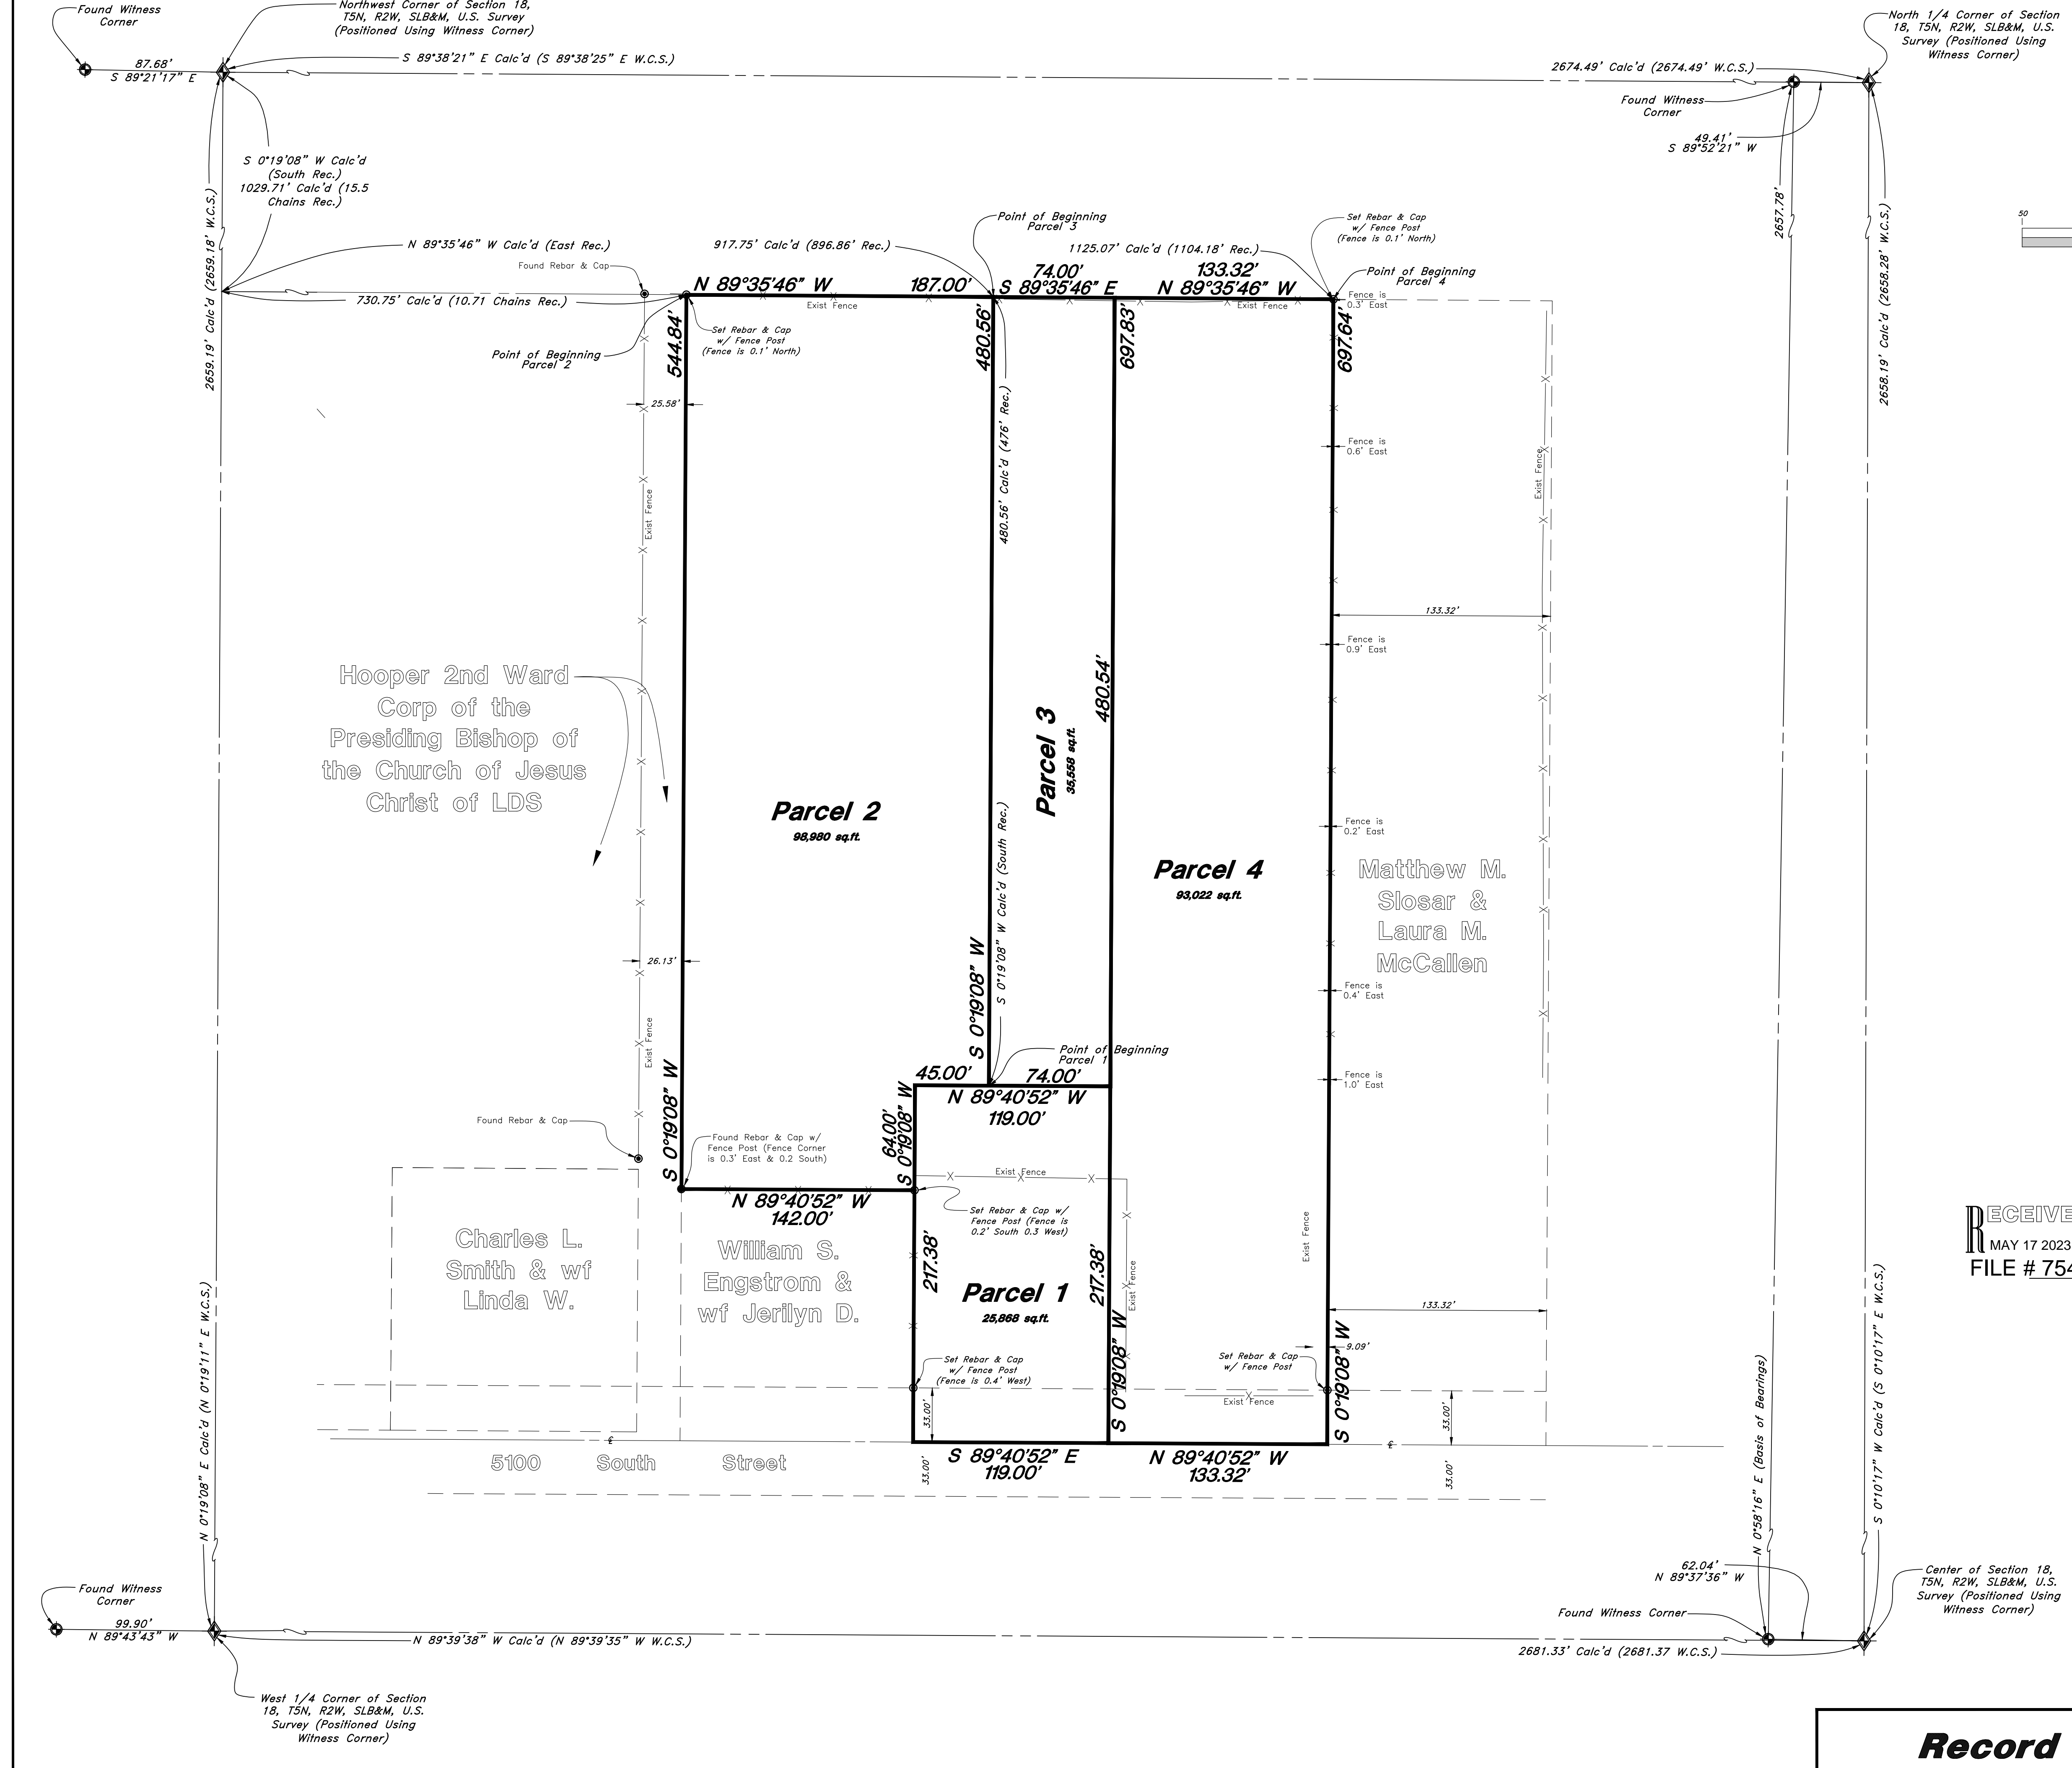 Found Witness
Corner
87.68'
S 89°21'17" E
Northwest Corner of Section 18,
T5N, R2W, SLB&M, U.S. Survey
(Positioned Using Witness Corner)
S 89°38'21" E Calc'd (S 89°38'25" E W.C.S.)
2674.49' Calc'd (2674.49' W.C.S.)
North 1/4 Corner of Section
18, T5N, R2W, SLB&M, U.S.
Survey (Positioned Using
Witness Corner)
Found Witness
Corner
49.41'
S 89°52'21" W
S 0°19'08" W Calc'd
(South Rec.)
1029.71' Calc'd (15.5
Chains Rec.)
2659.19' Calc'd (2659.18' W.C.S.)
2657.78'
2658.19' Calc'd (2658.28' W.C.S.)
50
N 89°35'46" W Calc'd (East Rec.)
730.75' Calc'd (10.71 Chains Rec.)
Found Rebar & Cap
917.75' Calc'd (896.86' Rec.)
Point of Beginning
Parcel 3
1125.07' Calc'd (1104.18' Rec.)
Set Rebar & Cap
w/ Fence Post
(Fence is 0.1' North)
Point of Beginning
Parcel 4
N 89°35'46" W
187.00'
74.00'
S 89°35'46" E
133.32'
N 89°35'46" W
Exist Fence
Exist Fence
Fence is
0.3' East
Set Rebar & Cap
w/ Fence Post
(Fence is 0.1' North)
Point of Beginning
Parcel 2
544.84'
480.56'
697.83'
697.64'
480.56' Calc'd (476' Rec.)
25.58'
Exist Fence
Fence is
0.6' East
Exist Fence
133.32'
Fence is
0.9' East
Hooper 2nd Ward
Corp of the
Presiding Bishop of
the Church of Jesus
Christ of LDS
Parcel 2
98,980 sq.ft.
Parcel 3
35,558 sq.ft.
480.54'
Parcel 4
93,022 sq.ft.
Fence is
0.2' East
Matthew M.
Slosar &
Laura M.
McCallen
S 0°19'08" W Calc'd (South Rec.)
S 0°19'08" W
26.13'
Fence is
0.4' East
Exist Fence
Point of Beginning
Parcel 1
45.00'
74.00'
N 89°40'52" W
119.00'
Fence is
1.0' East
S 0°19'08" W
64.00'
S 0°19'08" W
Found Rebar & Cap
Found Rebar & Cap w/
Fence Post (Fence Corner
is 0.3' East & 0.2 South)
Exist Fence
N 89°40'52" W
142.00'
Set Rebar & Cap w/
Fence Post (Fence is
0.2' South 0.3 West)
Exist Fence
Charles L.
Smith & wf
Linda W.
William S.
Engstrom &
wf Jerilyn D.
217.38'
Parcel 1
25,868 sq.ft.
217.38'
Exist Fence
133.32'
RECEIVE
MAY 17 2023
FILE # 754
S 0°19'08" W
9.09'
Set Rebar & Cap
w/ Fence Post
Set Rebar & Cap
w/ Fence Post
(Fence is 0.4' West)
Exist Fence
S 0°19'08" W
33.00'
33.00'
5100 South Street
S 89°40'52" E
119.00'
N 89°40'52" W
133.32'
33.00'
33.00'
N 0°19'08" E Calc'd (N 0°19'11" E W.C.S.)
N 0°58'16" E (Basis of Bearings)
S 0°10'17" W Calc'd (S 0°10'17" E W.C.S.)
Found Witness
Corner
99.90'
N 89°43'43" W
N 89°39'38" W Calc'd (N 89°39'35" W W.C.S.)
62.04'
N 89°37'36" W
Found Witness Corner
2681.33' Calc'd (2681.37 W.C.S.)
Center of Section 18,
T5N, R2W, SLB&M, U.S.
Survey (Positioned Using
Witness Corner)
West 1/4 Corner of Section
18, T5N, R2W, SLB&M, U.S.
Survey (Positioned Using
Witness Corner)
Record